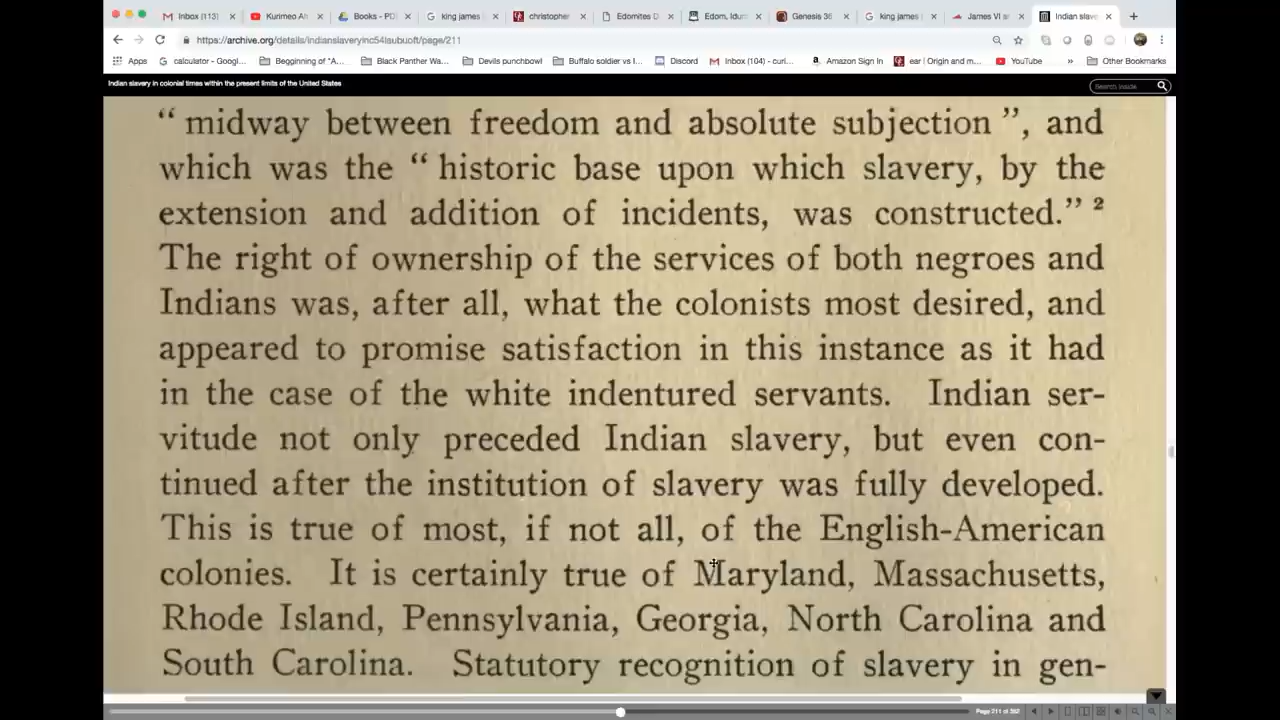 Inbox (113)
Kurimeo Ah
Books - PD
king james
christopher
Edomites D
Edom, Idum
Genesis 36
king james
James VI an
Indian slave
https://archive.org/details/indianslaveryinc54laubuoft/page/211
Apps
calculator - Googl...
Beggining of "A...
Black Panther Wa...
Devils punchbowl
Buffalo soldier vs I...
Discord
Inbox (104) - curi...
Amazon Sign In
ear | Origin and m...
YouTube
»
Other Bookmarks
Indian slavery in colonial times within the present limits of the United States
Search inside
“ midway between freedom and absolute subjection ”, and
which was the “ historic base upon which slavery, by the
extension and addition of incidents, was constructed.” ²
The right of ownership of the services of both negroes and
Indians was, after all, what the colonists most desired, and
appeared to promise satisfaction in this instance as it had
in the case of the white indentured servants. Indian ser-
vitude not only preceded Indian slavery, but even con-
tinued after the institution of slavery was fully developed.
This is true of most, if not all, of the English-American
colonies. It is certainly true of Maryland, Massachusetts,
Rhode Island, Pennsylvania, Georgia, North Carolina and
South Carolina. Statutory recognition of slavery in gen-